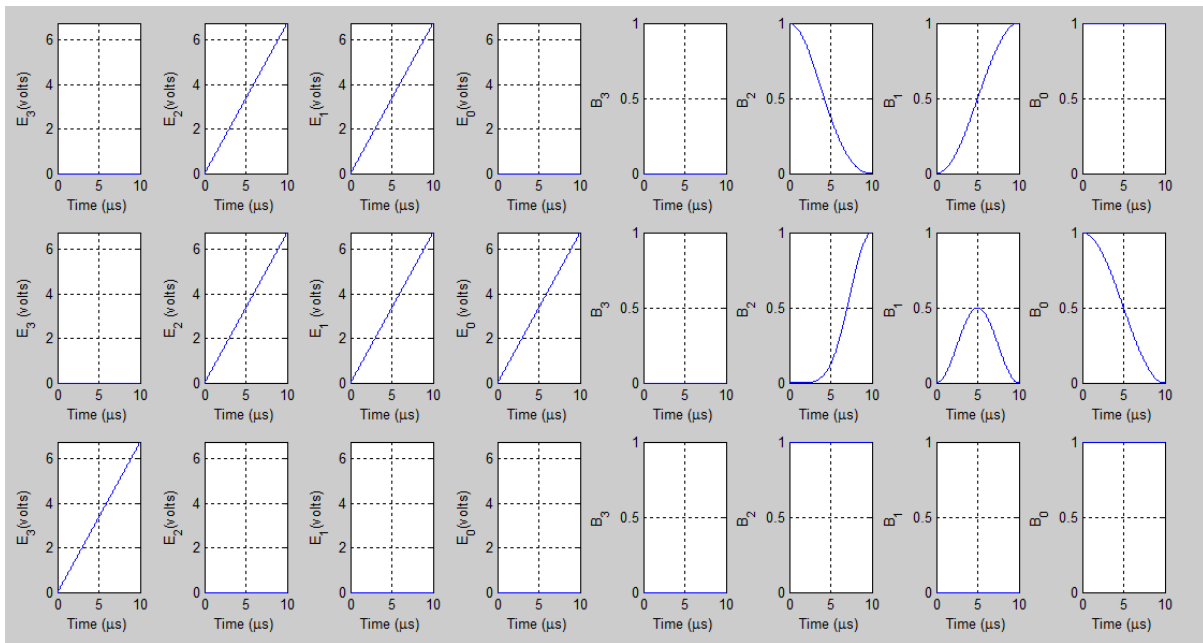 E3(volts)
6
4
2
0
0 5 10
Time (μs)
E2(volts)
6
4
2
0
0 5 10
Time (μs)
E1(volts)
6
4
2
0
0 5 10
Time (μs)
E0(volts)
6
4
2
0
0 5 10
Time (μs)
B3
1
0.5
0
0 5 10
Time (μs)
B2
1
0.5
0
0 5 10
Time (μs)
B1
1
0.5
0
0 5 10
Time (μs)
B0
1
0.5
0
0 5 10
Time (μs)
E3 (volts)
6
4
2
0
0 5 10
Time (μs)
E2(volts)
6
4
2
0
0 5 10
Time (μs)
E1 (volts)
6
4
2
0
0 5 10
Time (μs)
E0 (volts)
6
4
2
0
0 5 10
Time (μs)
B3
1
0.5
0
0 5 10
Time (μs)
B2
1
0.5
0
0 5 10
Time (μs)
B1
1
0.5
0
0 5 10
Time (μs)
B0
1
0.5
0
0 5 10
Time (μs)
E3(volts)
6
4
2
0
0 5 10
Time (μs)
E2(volts)
6
4
2
0
0 5 10
Time (μs)
E1(volts)
6
4
2
0
0 5 10
Time (μs)
E0(volts)
6
4
2
0
0 5 10
Time (μs)
B3
1
0.5
0
0 5 10
Time (μs)
B2
1
0.5
0
0 5 10
Time (μs)
B1
1
0.5
0
0 5 10
Time (μs)
B0
1
0.5
0
0 5 10
Time (μs)